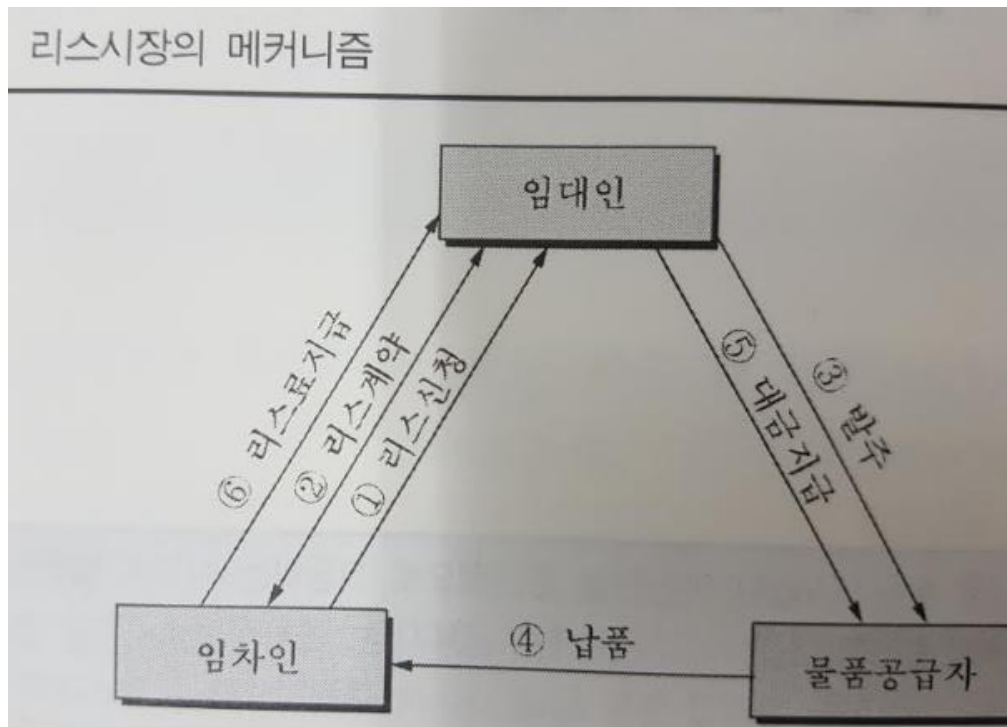 리스시장의 메커니즘
임대인
⑥ 리스료지급
② 리스계약
① 리스신청
⑤ 대금지급
③ 발주
임차인
④ 납품
물품공급자